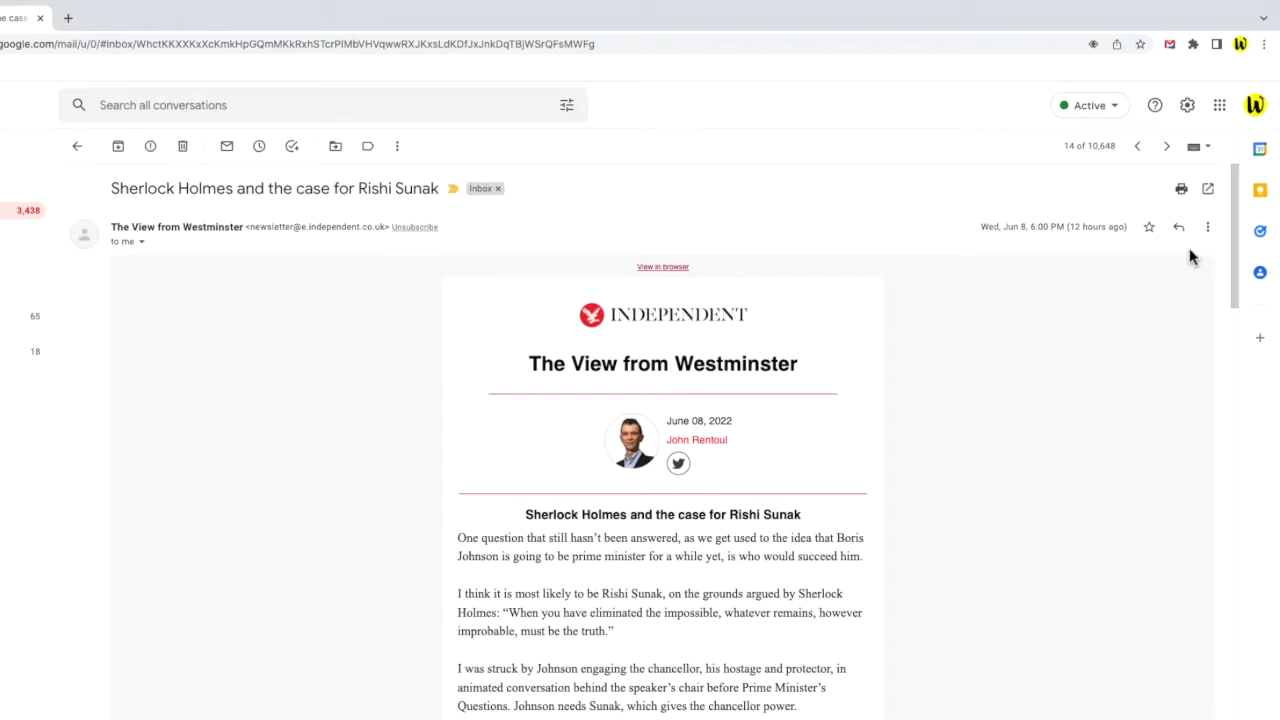 he case
google.com/mail/u/0/#inbox/WhctKKXXKxXcKmkHpGQmMKkRxhSTcrPlMbVHVqwwRXJKxsLdKDfJxJnkDqTBjWSrQFsMWFg
Search all conversations
Active
14 of 10,648
Sherlock Holmes and the case for Rishi Sunak Inbox
3,438
The View from Westminster <newsletter@e.independent.co.uk> Unsubscribe
Wed, Jun 8, 6:00 PM (12 hours ago)
to me
View in browser
INDEPENDENT
65
18
The View from Westminster
June 08, 2022
John Rentoul
Sherlock Holmes and the case for Rishi Sunak
One question that still hasn't been answered, as we get used to the idea that Boris
Johnson is going to be prime minister for a while yet, is who would succeed him.
I think it is most likely to be Rishi Sunak, on the grounds argued by Sherlock
Holmes: “When you have eliminated the impossible, whatever remains, however
improbable, must be the truth.”
I was struck by Johnson engaging the chancellor, his hostage and protector, in
animated conversation behind the speaker’s chair before Prime Minister’s
Questions. Johnson needs Sunak, which gives the chancellor power.